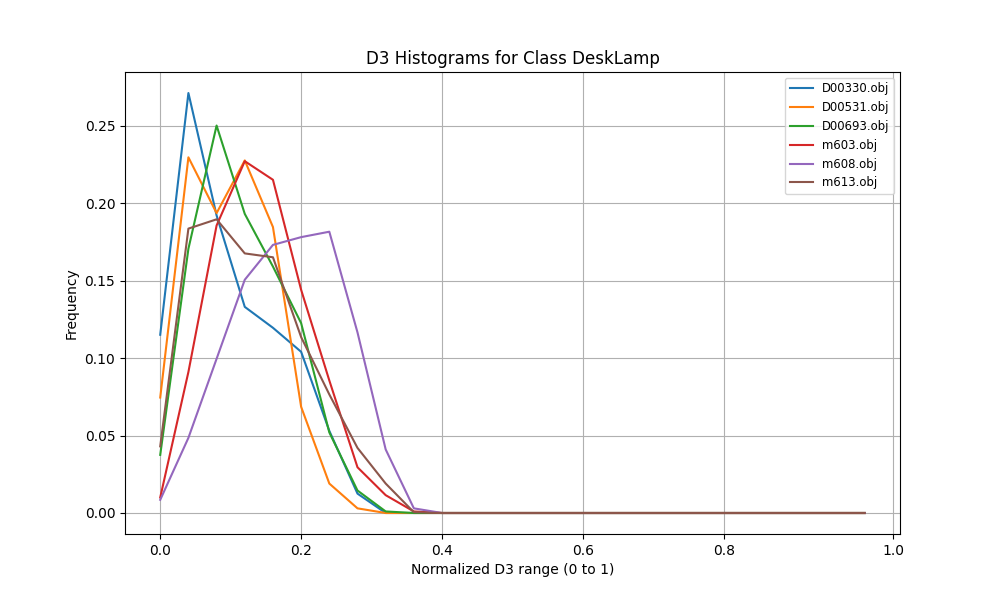 D3 Histograms for Class DeskLamp
D00330.obj
D00531.obj
D00693.obj
m603.obj
m608.obj
m613.obj
Frequency
0.25
0.20
0.15
0.10
0.05
0.00
0.0 0.2 0.4 0.6 0.8 1.0
Normalized D3 range (0 to 1)